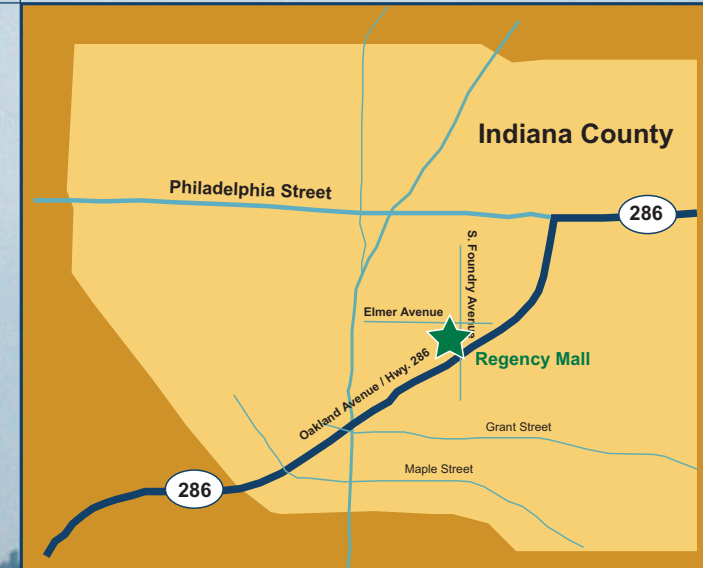 Indiana County
Philadelphia Street
286
S. Foundry Avenue
Elmer Avenue
Oakland Avenue / Hwy. 286
Regency Mall
Grant Street
Maple Street
286